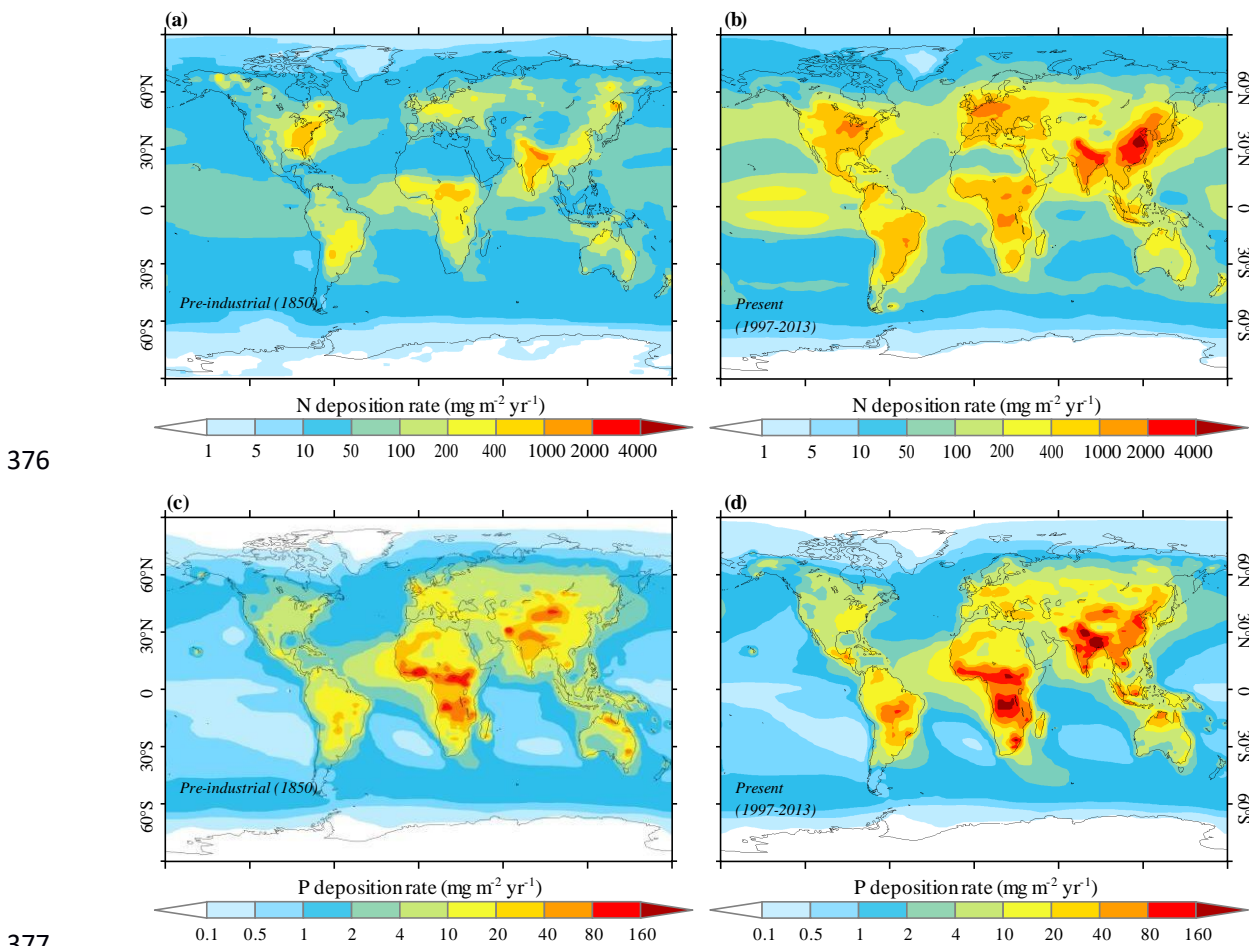 (a)
(b)
60°N
30°N
0
30°S
60°S
Pre-industrial (1850)
Present
(1997-2013)
60°N
30°N
0
30°S
60°S
N deposition rate (mg m-2 yr-1)
1 5 10 50 100 200 400 1000 2000 4000
N deposition rate (mg m-2 yr-1)
1 5 10 50 100 200 400 1000 2000 4000
376
(c)
(d)
60°N
30°N
0
30°S
60°S
Pre-industrial (1850)
Present
(1997-2013)
60°N
30°N
0
30°S
60°S
P deposition rate (mg m-2 yr-1)
0.1 0.5 1 2 4 10 20 40 80 160
P deposition rate (mg m-2 yr-1)
0.1 0.5 1 2 4 10 20 40 80 160
377